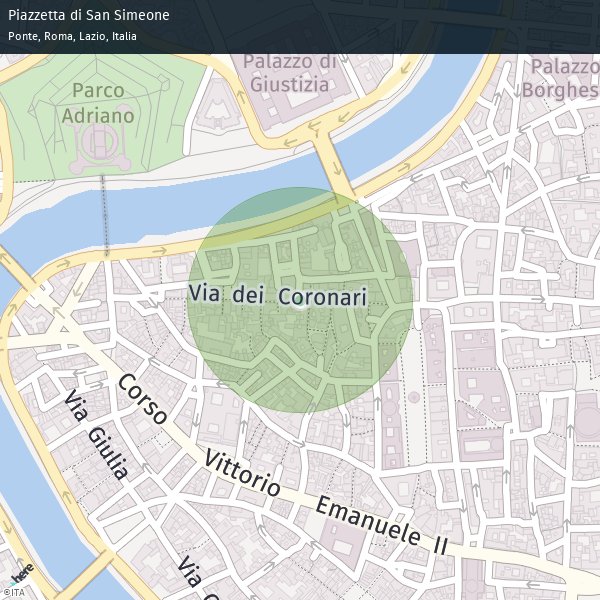 Piazzetta di San Simeone
Ponte, Roma, Lazio, Italia
Palazzo di
Giustizia
Palazzo
Borghes
Parco
Adriano
Via dei Coronari
Corso
Vittorio
Emanuele II
Via Giulia
Via G
here
©ITA